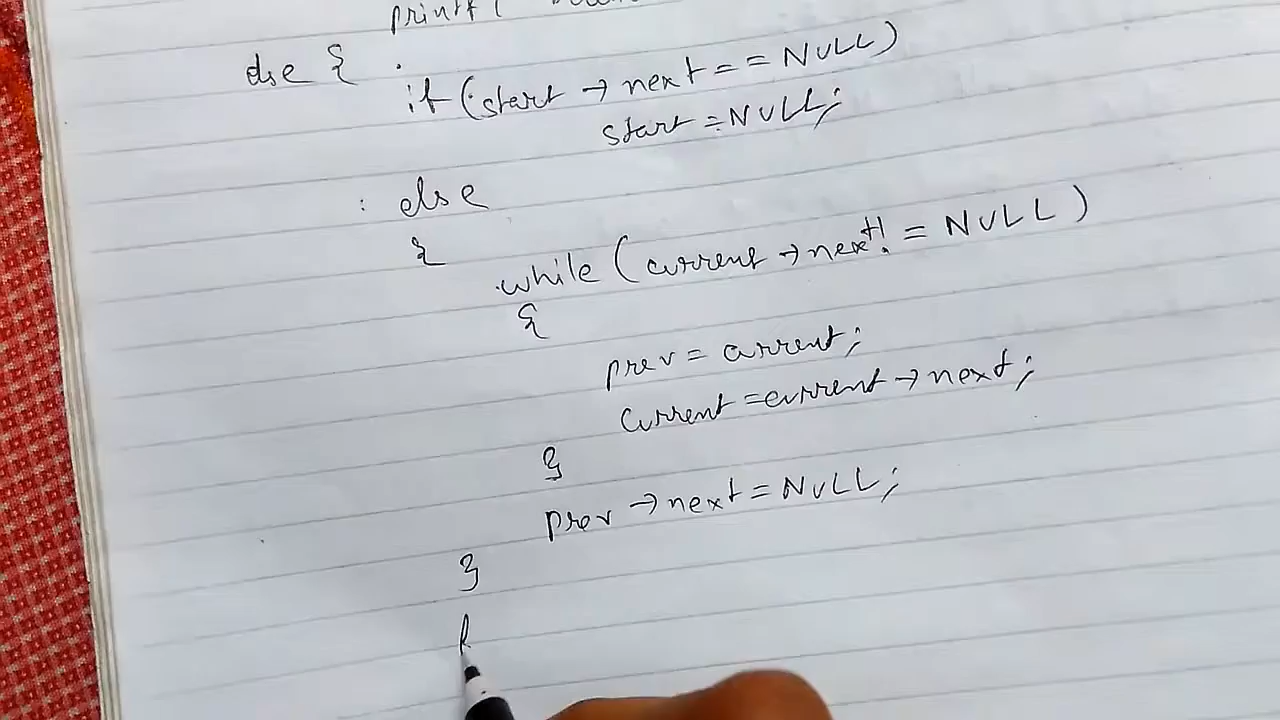 printf(
else {
if (start → next == NULL)
start = NULL;
else
{
while (current → next != NULL)
{
prev = current;
current = current → next;
}
prev → next = NULL;
}